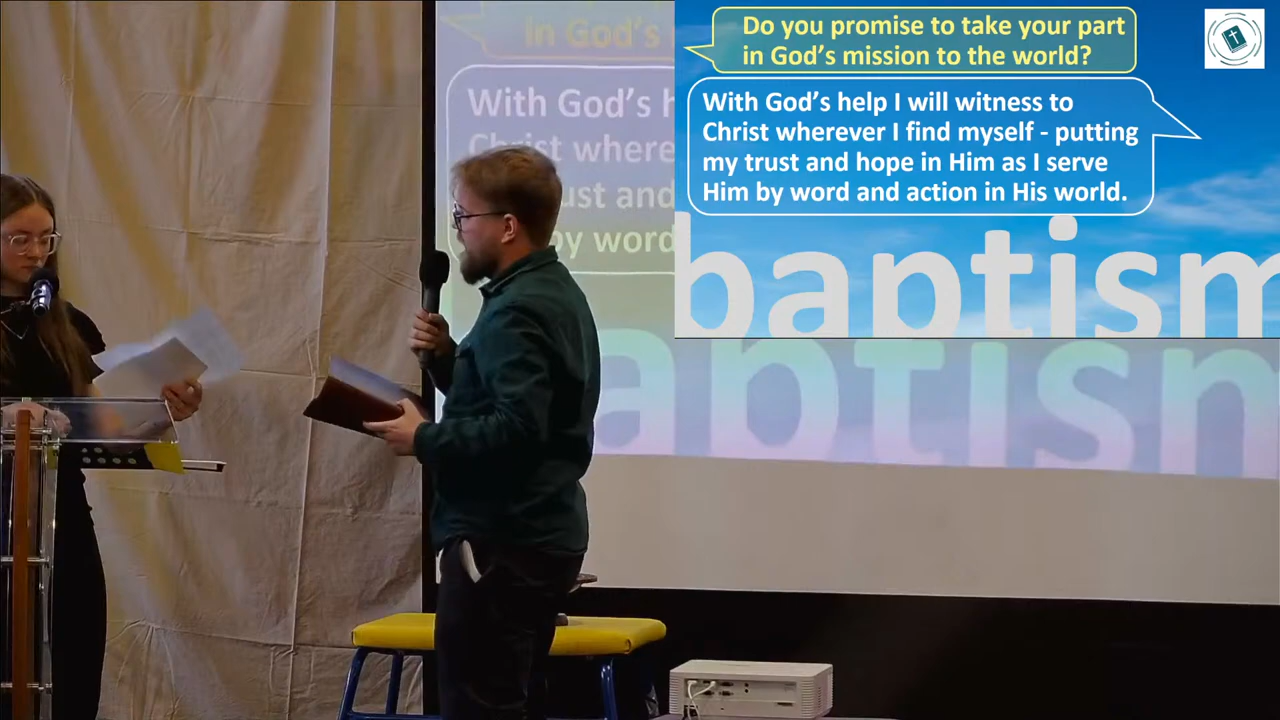 Do you promise to take your part
in God's mission to the world?
With God's help I will witness to
Christ wherever I find myself - putting
my trust and hope in Him as I serve
Him by word and action in His world.
baptism
in God's
With God's h
Christ where
ust and
by word
aptism